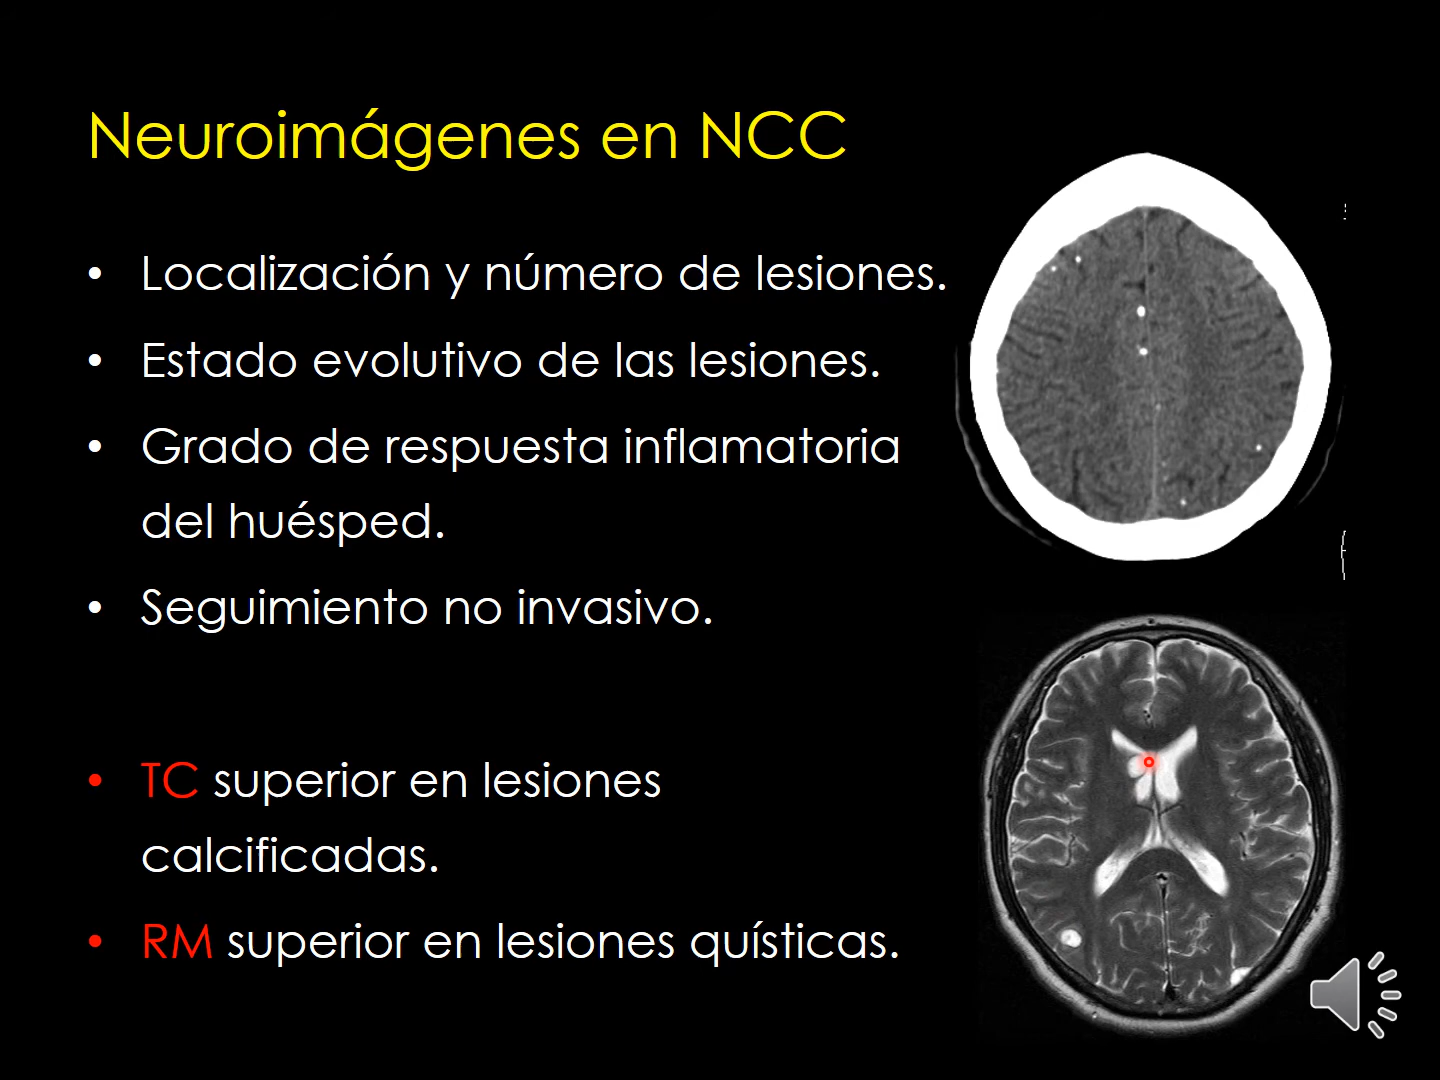 Neuroimágenes en NCC
• Localización y número de lesiones.
• Estado evolutivo de las lesiones.
• Grado de respuesta inflamatoria
del huésped.
• Seguimiento no invasivo.
• TC superior en lesiones
calcificadas.
• RM superior en lesiones quísticas.